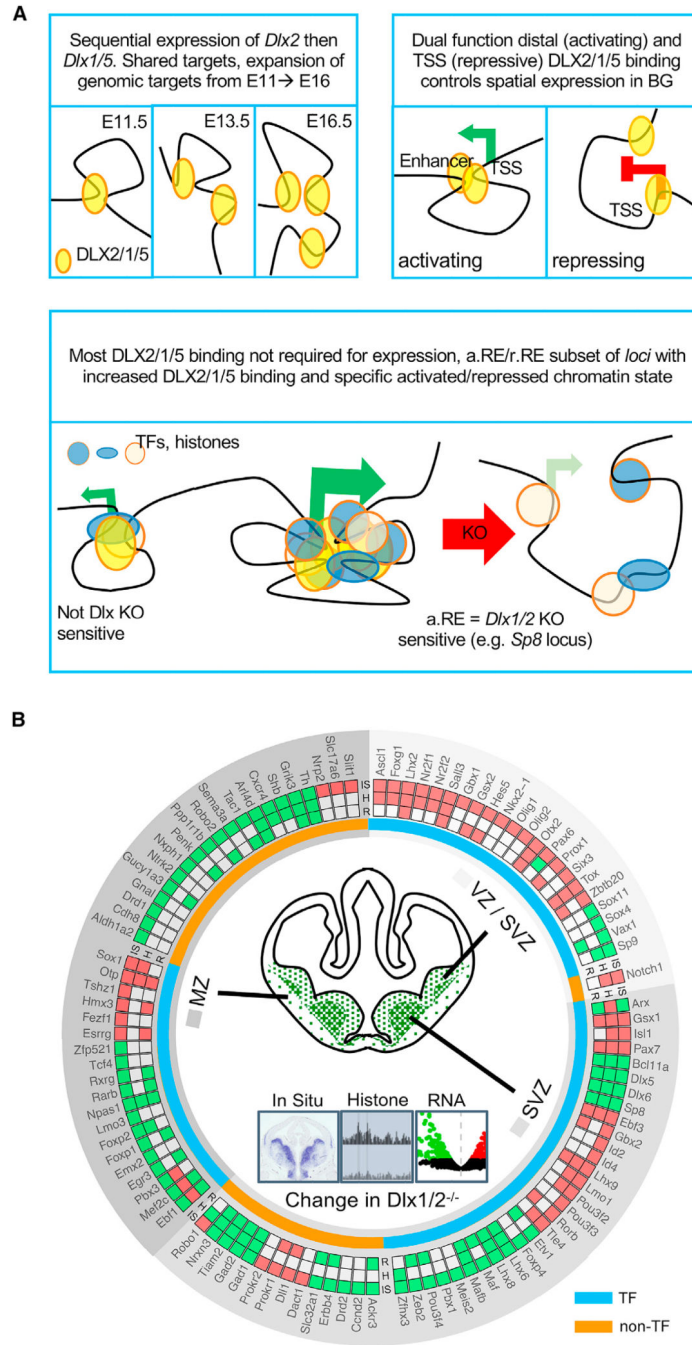 A
Sequential expression of Dlx2 then
Dlx1/5. Shared targets, expansion of
genomic targets from E11→ E16
E11.5
E13.5
E16.5
DLX2/1/5
Dual function distal (activating) and
TSS (repressive) DLX2/1/5 binding
controls spatial expression in BG
Enhancer
TSS
activating
TSS
repressing
Most DLX2/1/5 binding not required for expression, a.RE/r.RE subset of loci with
increased DLX2/1/5 binding and specific activated/repressed chromatin state
TFs, histones
Not Dlx KO
sensitive
KO
a.RE = Dlx1/2 KO
sensitive (e.g. Sp8 locus)
B
IS
H
R
Ascl1
Foxg1
Lhx2
Nr2f1
Nr2f2
Sall3
Gbx1
Gsx2
Hes5
Nkx2-1
Olig1
Olig2
Otx2
Pax6
Prox1
Six3
Tox
Zbtb20
Sox11
Sox4
Vax1
Sp9
Notch1
R
H
IS
Arx
Gsx1
Isl1
Pax7
Bcl11a
Dlx5
Dlx6
Sp8
Ebf3
Gbx2
Id2
Id4
Lhx9
Lmo1
Pou3f2
Pou3f3
Rorb
Tle4
Etv1
Foxp4
Lhx6
Lhx8
Maf
Mafb
Meis2
Pbx1
Pou3f4
Zeb2
Zfhx3
R
H
IS
Ackr3
Ccnd2
Drd2
Erbb4
Slc32a1
Dact1
Dll1
Prokr1
Prokr2
Gad1
Gad2
Tiam2
Nrxn3
Robo1
IS
H
R
Ebf1
Mef2c
Pbx3
Egr3
Emx2
Foxp1
Foxp2
Lmo3
Npas1
Rarb
Rxrg
Tcf4
Zfp521
Esrrg
Fezf1
Hmx3
Tshz1
Otp
Sox1
IS
H
R
Aldh1a2
Cdh8
Drd1
Gnal
Gucy1a3
Ntrk2
Nxph1
Penk
Ppp1r1b
Robo2
Sema3a
Tac1
Arl4d
Cxcr4
Shb
Grik3
Th
Nrp2
Slc17a6
Slit1
MZ
VZ / SVZ
SVZ
In Situ
Histone
RNA
Change in Dlx1/2-/-
TF
non-TF